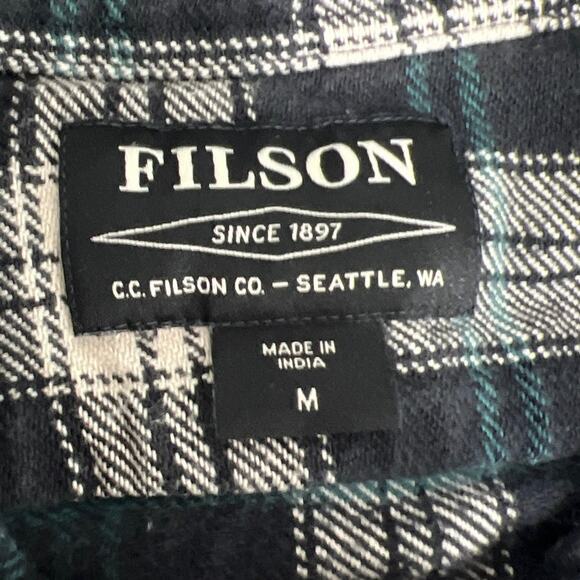 FILSON
SINCE 1897
C.C. FILSON CO. – SEATTLE, WA
MADE IN
INDIA
M